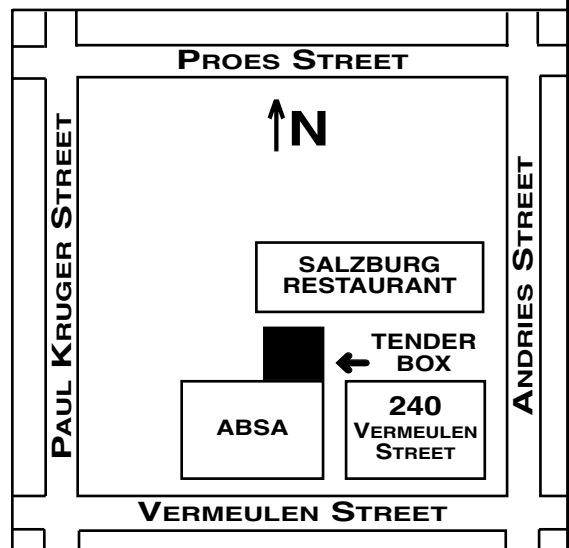 PROES STREET
N
PAUL KRUGER STREET
ANDRIES STREET
SALZBURG
RESTAURANT
TENDER
BOX
ABSA
240
VERMEULEN
STREET
VERMEULEN STREET